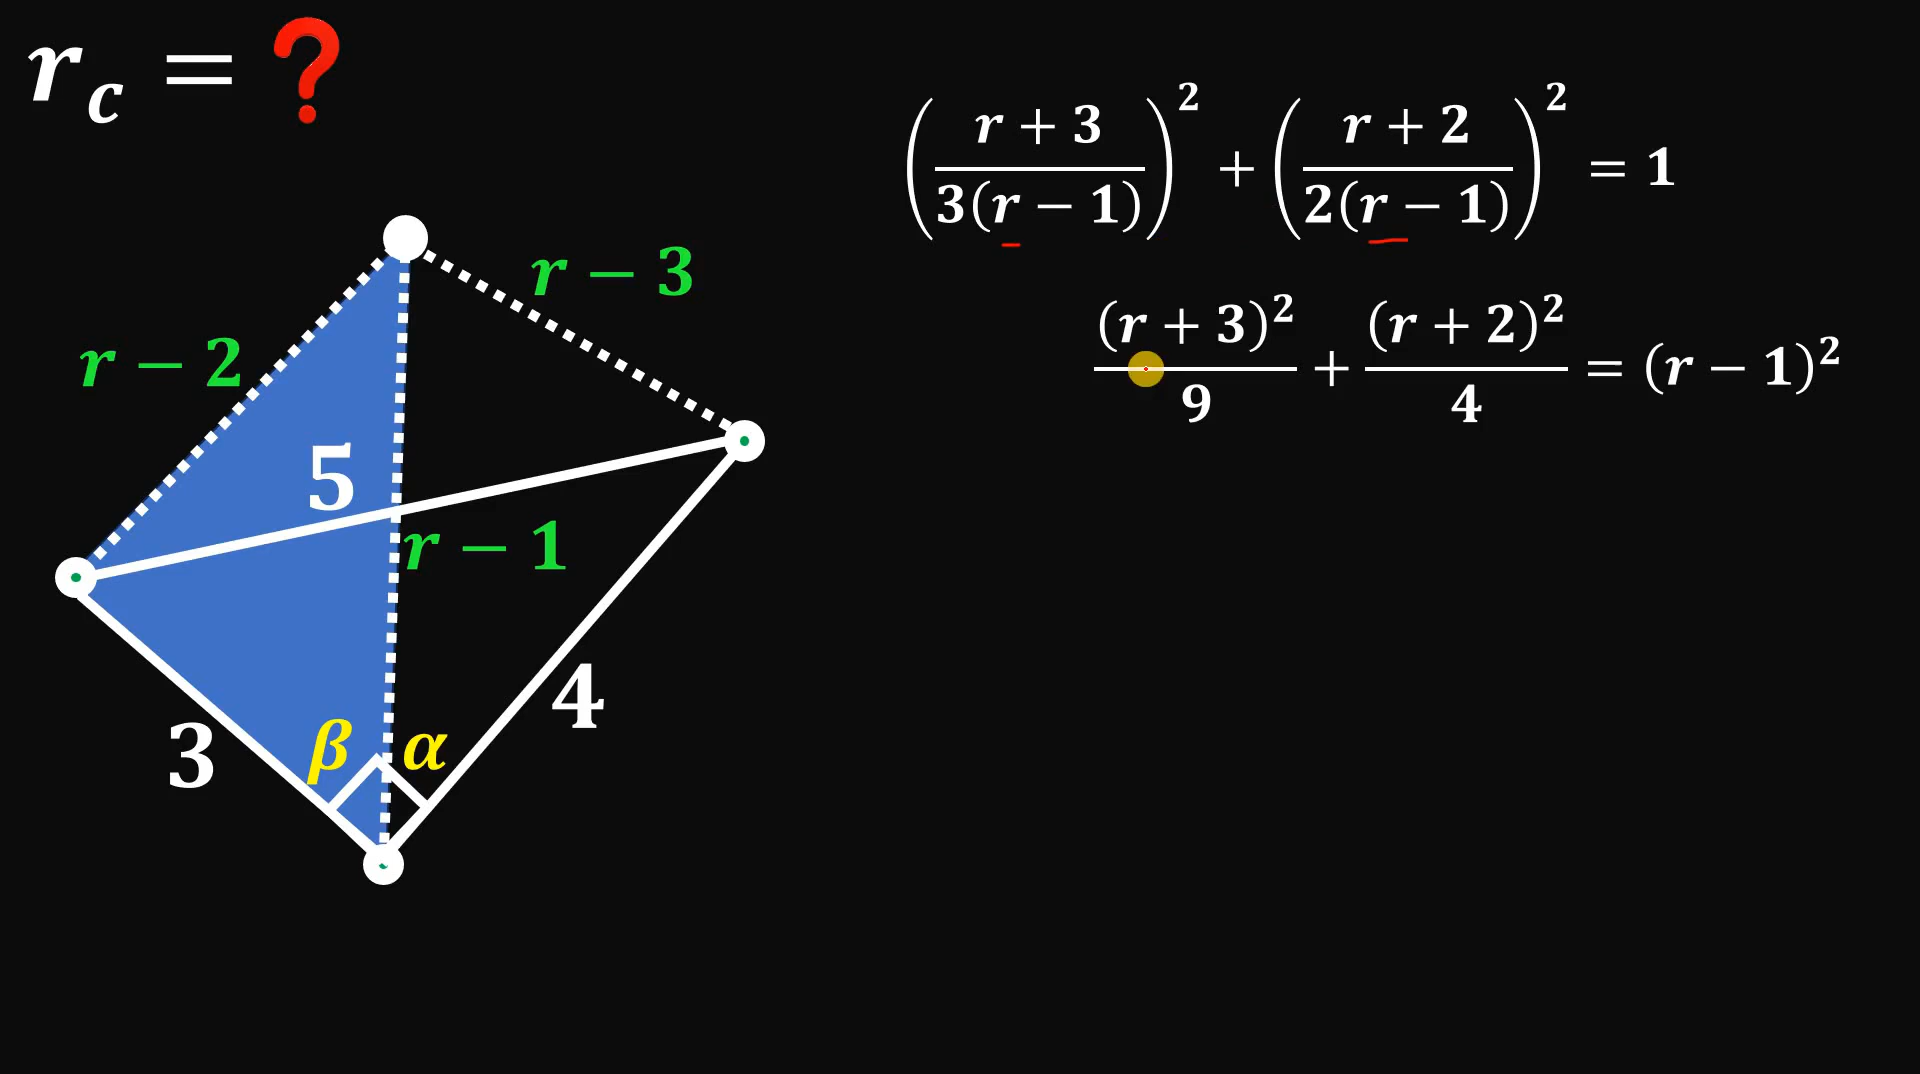 r_c = ❓
(r + 3 / 3(r − 1))² + (r + 2 / 2(r − 1))² = 1
r − 3
(r + 3)² / 9 + (r + 2)² / 4 = (r − 1)²
r − 2
5
r − 1
4
3
β α